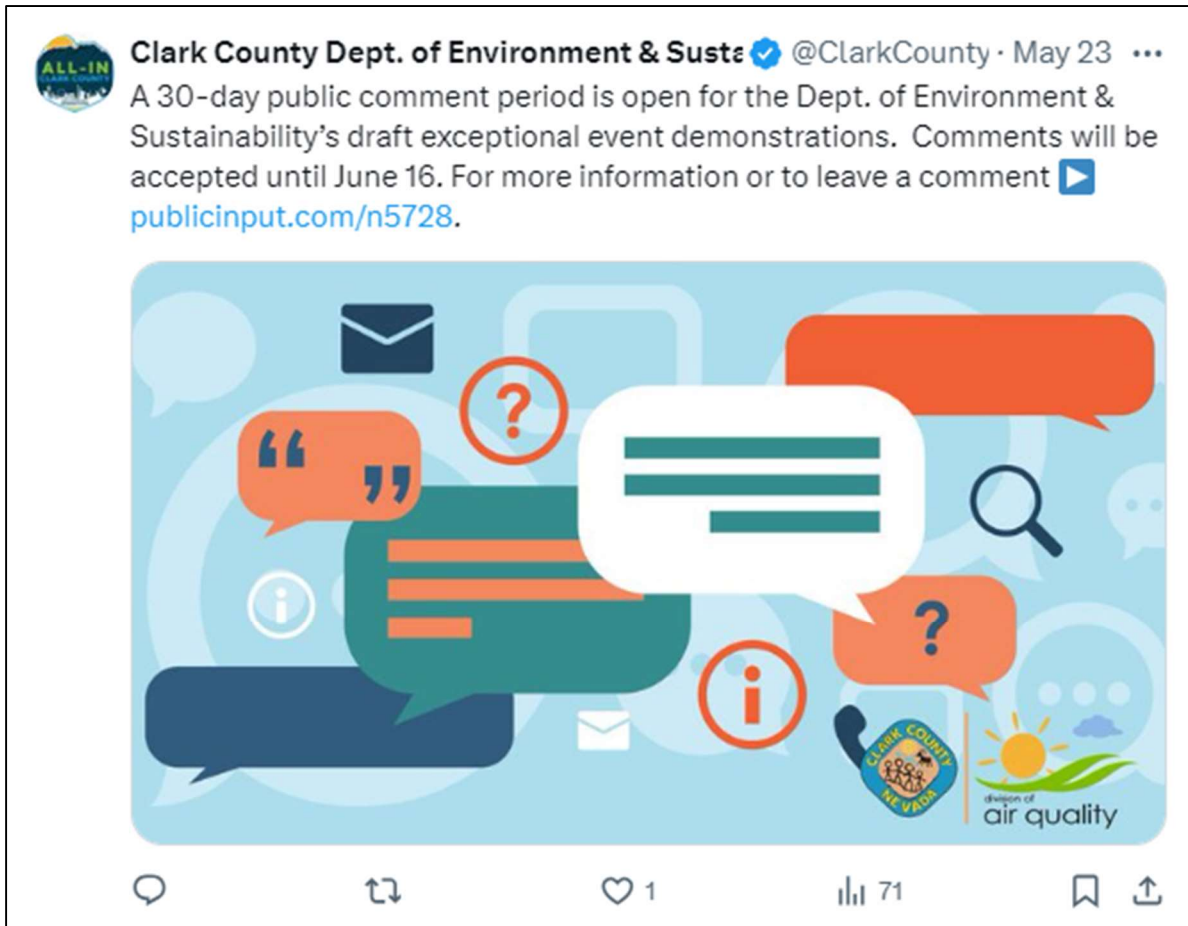 ALL-IN
CLARK COUNTY
Clark County Dept. of Environment & Susta @ClarkCounty · May 23 ···
A 30-day public comment period is open for the Dept. of Environment &
Sustainability’s draft exceptional event demonstrations.  Comments will be
accepted until June 16. For more information or to leave a comment ▶
publicinput.com/n5728.
?
“ ”
i
?
i
CLARK COUNTY
NEVADA
division of
air quality
1
71